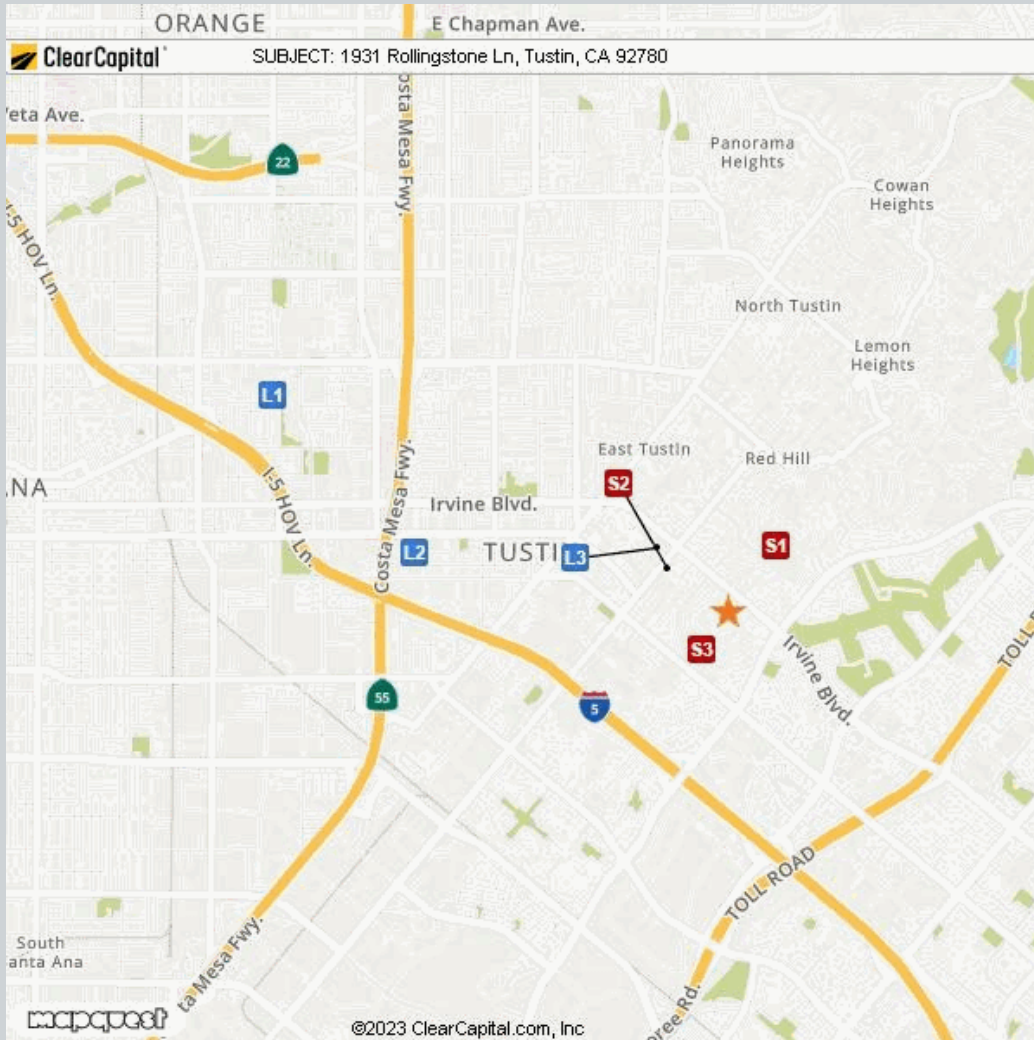 ORANGE
E Chapman Ave.
ClearCapital
SUBJECT: 1931 Rollingstone Ln, Tustin, CA 92780
Veta Ave.
22
osta Mesa Fwy.
Panorama
Heights
Cowan
Heights
I-5 HOV Ln.
North Tustin
Lemon
Heights
L1
East Tustin
Red Hill
S2
ANA
I-5 HOV Ln.
Costa Mesa Fwy.
Irvine Blvd.
L2
TUSTI
L3
S1
S3
Irvine Blvd.
TOLL
55
5
TOLL ROAD
South
anta Ana
ta Mesa Fwy.
oree Rd.
mapquest
©2023 ClearCapital.com, Inc